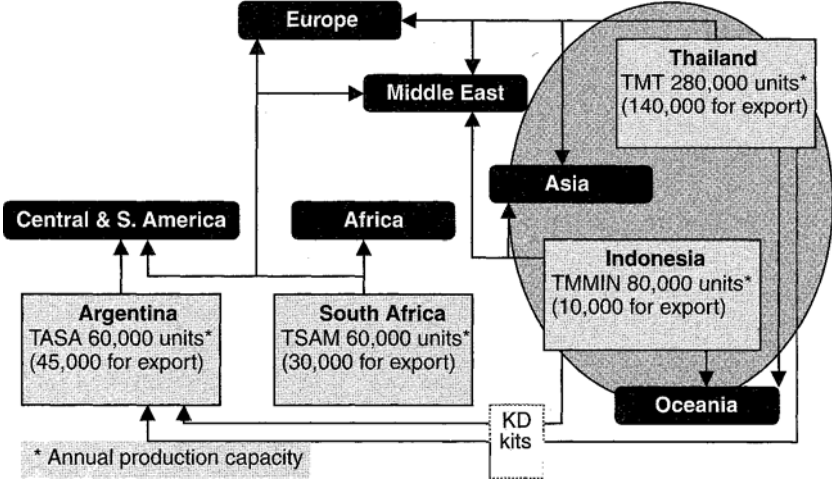 Europe
Thailand
TMT 280,000 units*
(140,000 for export)
Middle East
Asia
Central & S. America
Africa
Indonesia
TMMIN 80,000 units*
(10,000 for export)
Argentina
TASA 60,000 units*
(45,000 for export)
South Africa
TSAM 60,000 units*
(30,000 for export)
Oceania
KD
kits
* Annual production capacity